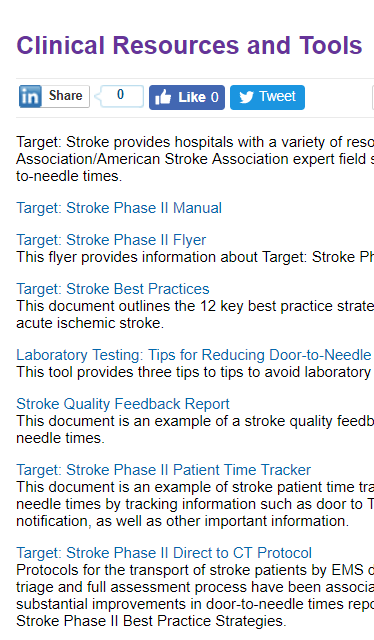 Clinical Resources and Tools
in Share 0 Like 0 Tweet
Target: Stroke provides hospitals with a variety of
Association/American Stroke Association expert field
to-needle times.
Target: Stroke Phase II Manual
Target: Stroke Phase II Flyer
This flyer provides information about Target: Stroke
Target: Stroke Best Practices
This document outlines the 12 key best practice
acute ischemic stroke.
Laboratory Testing: Tips for Reducing Door-to-Needle
This tool provides three tips to tips to avoid laboratory
Stroke Quality Feedback Report
This document is an example of a stroke quality
needle times.
Target: Stroke Phase II Patient Time Tracker
This document is an example of stroke patient time
needle times by tracking information such as door to
notification, as well as other important information.
Target: Stroke Phase II Direct to CT Protocol
Protocols for the transport of stroke patients by EMS
triage and full assessment process have been
substantial improvements in door-to-needle times
Stroke Phase II Best Practice Strategies.